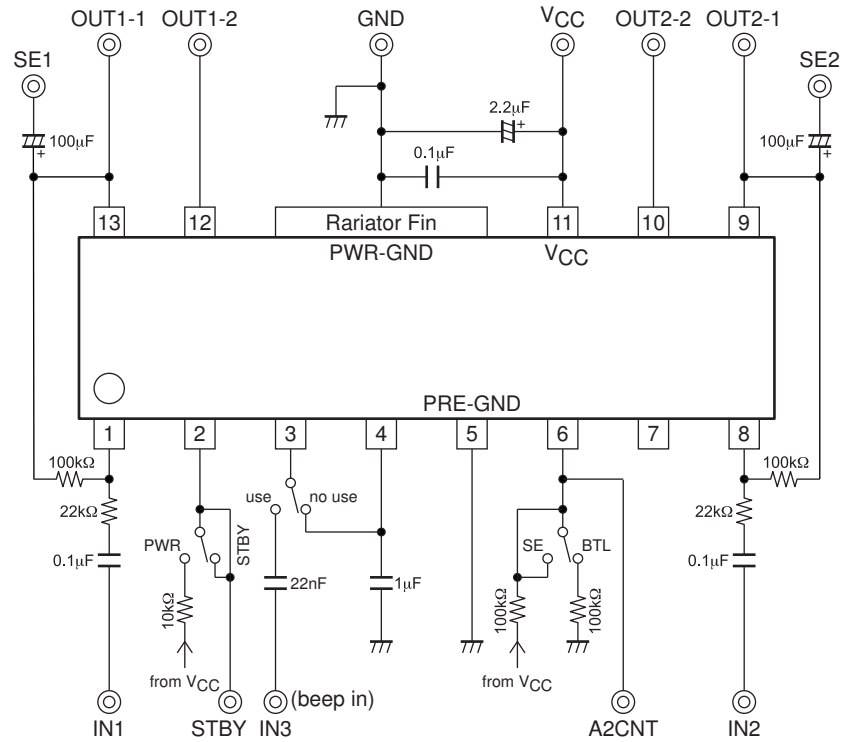 OUT1-1 OUT1-2 GND VCC OUT2-2 OUT2-1
SE1 SE2
2.2μF
+
100μF
+
0.1μF
100μF
+
13 12 Rariator Fin 11 10 9
PWR-GND VCC
PRE-GND
1 2 3 4 5 6 7 8
100kΩ
100kΩ
use no use
22kΩ
22kΩ
PWR STBY
SE BTL
0.1μF
22nF
1μF
0.1μF
10kΩ
100kΩ
100kΩ
from VCC
from VCC
(beep in)
IN1 STBY IN3 A2CNT IN2